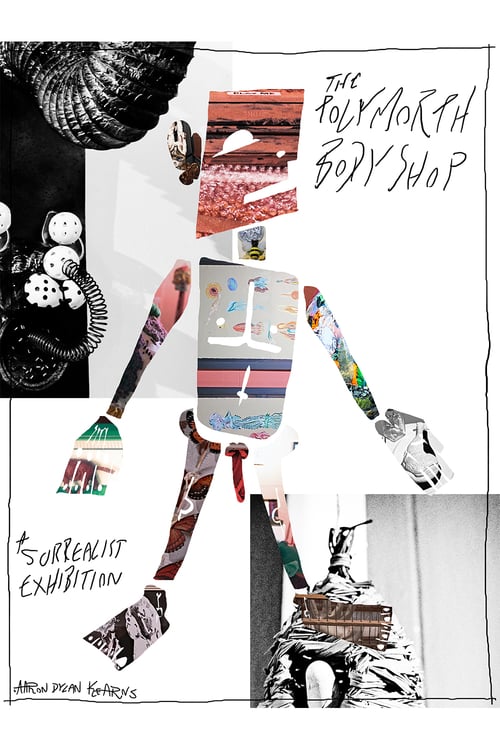 THE
POLYMORPH
BODY SHOP
A
SURREALIST
EXHIBITION
AARON DYLAN KEARNS